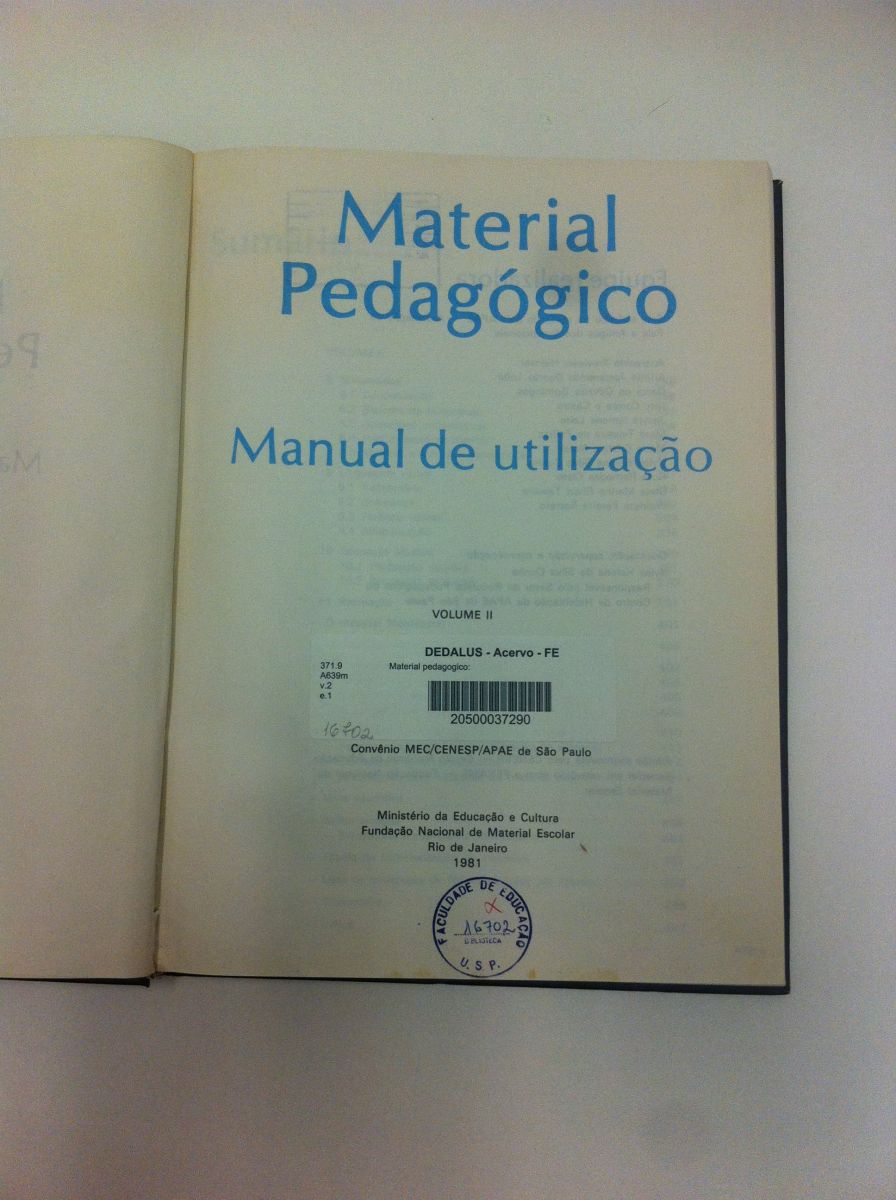 Material
Pedagógico
Manual de utilização
VOLUME II
DEDALUS - Acervo - FE
371.9
A639m
v.2
e.1
Material pedagogico:
20500037290
16702
Convênio MEC/CENESP/APAE de São Paulo
Ministério da Educação e Cultura
Fundação Nacional de Material Escolar
Rio de Janeiro
1981
FACULDADE DE EDUCAÇÃO
16702
BIBLIOTECA
U. S. P.